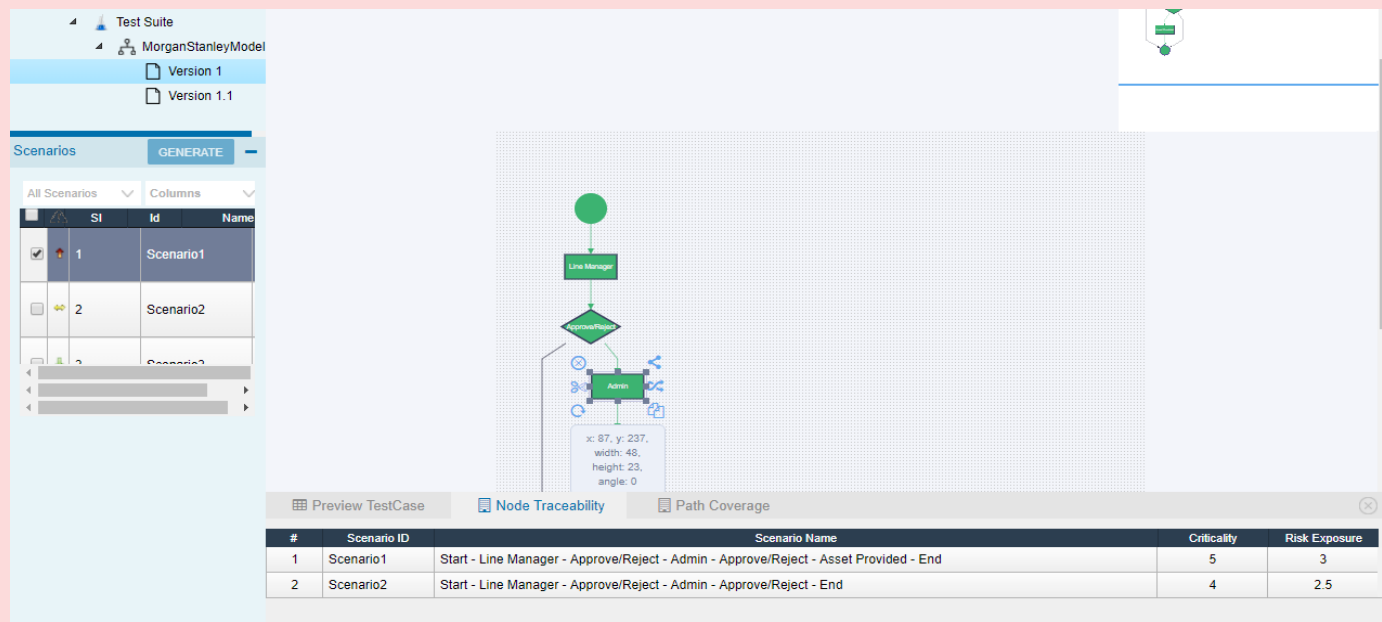 Test Suite
MorganStanleyModel
Version 1
Version 1.1
Scenarios GENERATE
All Scenarios Columns
SI Id Name
1 Scenario1
2 Scenario2
Line Manager
Approve/Reject
Admin
x: 87, y: 237,
width: 48,
height: 23,
angle: 0
Preview TestCase Node Traceability Path Coverage
# Scenario ID Scenario Name Criticality Risk Exposure
1 Scenario1 Start - Line Manager - Approve/Reject - Admin - Approve/Reject - Asset Provided - End 5 3
2 Scenario2 Start - Line Manager - Approve/Reject - Admin - Approve/Reject - End 4 2.5